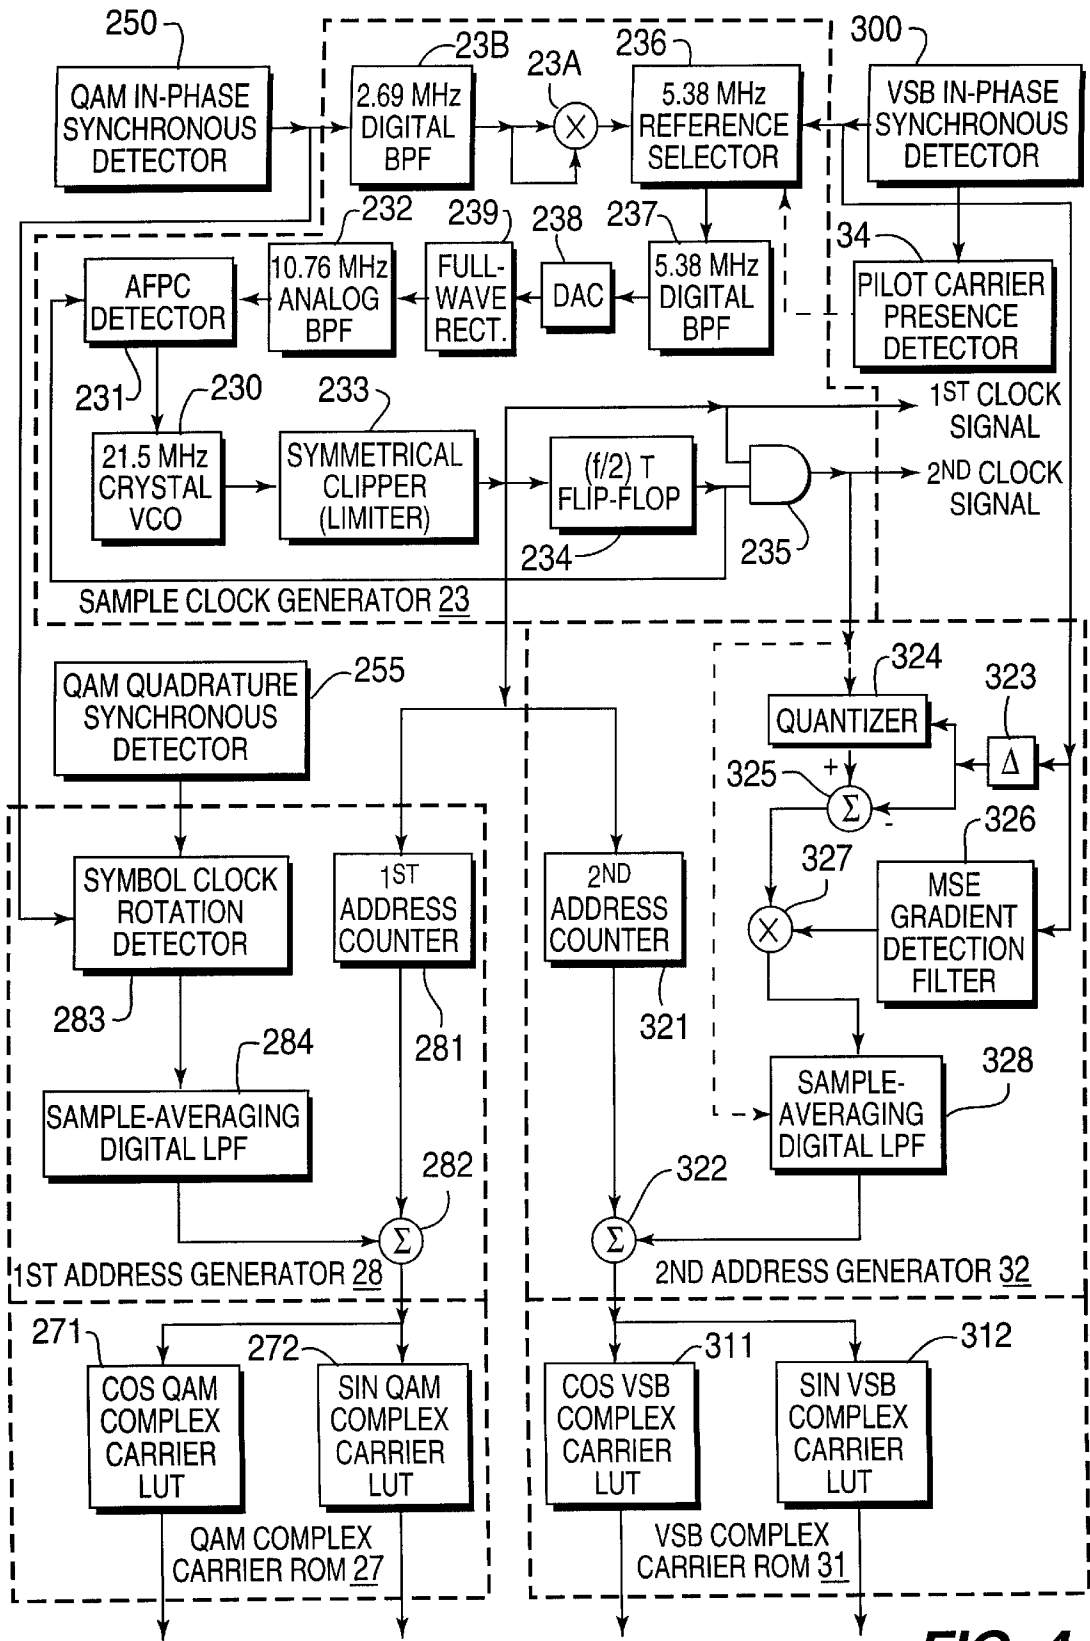 250
23B
23A
236
300
QAM IN-PHASE
SYNCHRONOUS
DETECTOR
2.69 MHz
DIGITAL
BPF
X
5.38 MHz
REFERENCE
SELECTOR
VSB IN-PHASE
SYNCHRONOUS
DETECTOR
232
239
238
237
34
AFPC
DETECTOR
10.76 MHz
ANALOG
BPF
FULL-
WAVE
RECT.
DAC
5.38 MHz
DIGITAL
BPF
PILOT CARRIER
PRESENCE
DETECTOR
231
230
233
1ST CLOCK
SIGNAL
21.5 MHz
CRYSTAL
VCO
SYMMETRICAL
CLIPPER
(LIMITER)
(f/2) T
FLIP-FLOP
2ND CLOCK
SIGNAL
234
235
SAMPLE CLOCK GENERATOR 23
QAM QUADRATURE
SYNCHRONOUS
DETECTOR
255
324
323
QUANTIZER
Δ
325
+
Σ
-
326
SYMBOL CLOCK
ROTATION
DETECTOR
1ST
ADDRESS
COUNTER
2ND
ADDRESS
COUNTER
327
X
MSE
GRADIENT
DETECTION
FILTER
283
281
321
284
328
SAMPLE-AVERAGING
DIGITAL LPF
SAMPLE-
AVERAGING
DIGITAL LPF
282
322
Σ
Σ
1ST ADDRESS GENERATOR 28
2ND ADDRESS GENERATOR 32
271
272
311
312
COS QAM
COMPLEX
CARRIER
LUT
SIN QAM
COMPLEX
CARRIER
LUT
COS VSB
COMPLEX
CARRIER
LUT
SIN VSB
COMPLEX
CARRIER
LUT
QAM COMPLEX
CARRIER ROM 27
VSB COMPLEX
CARRIER ROM 31